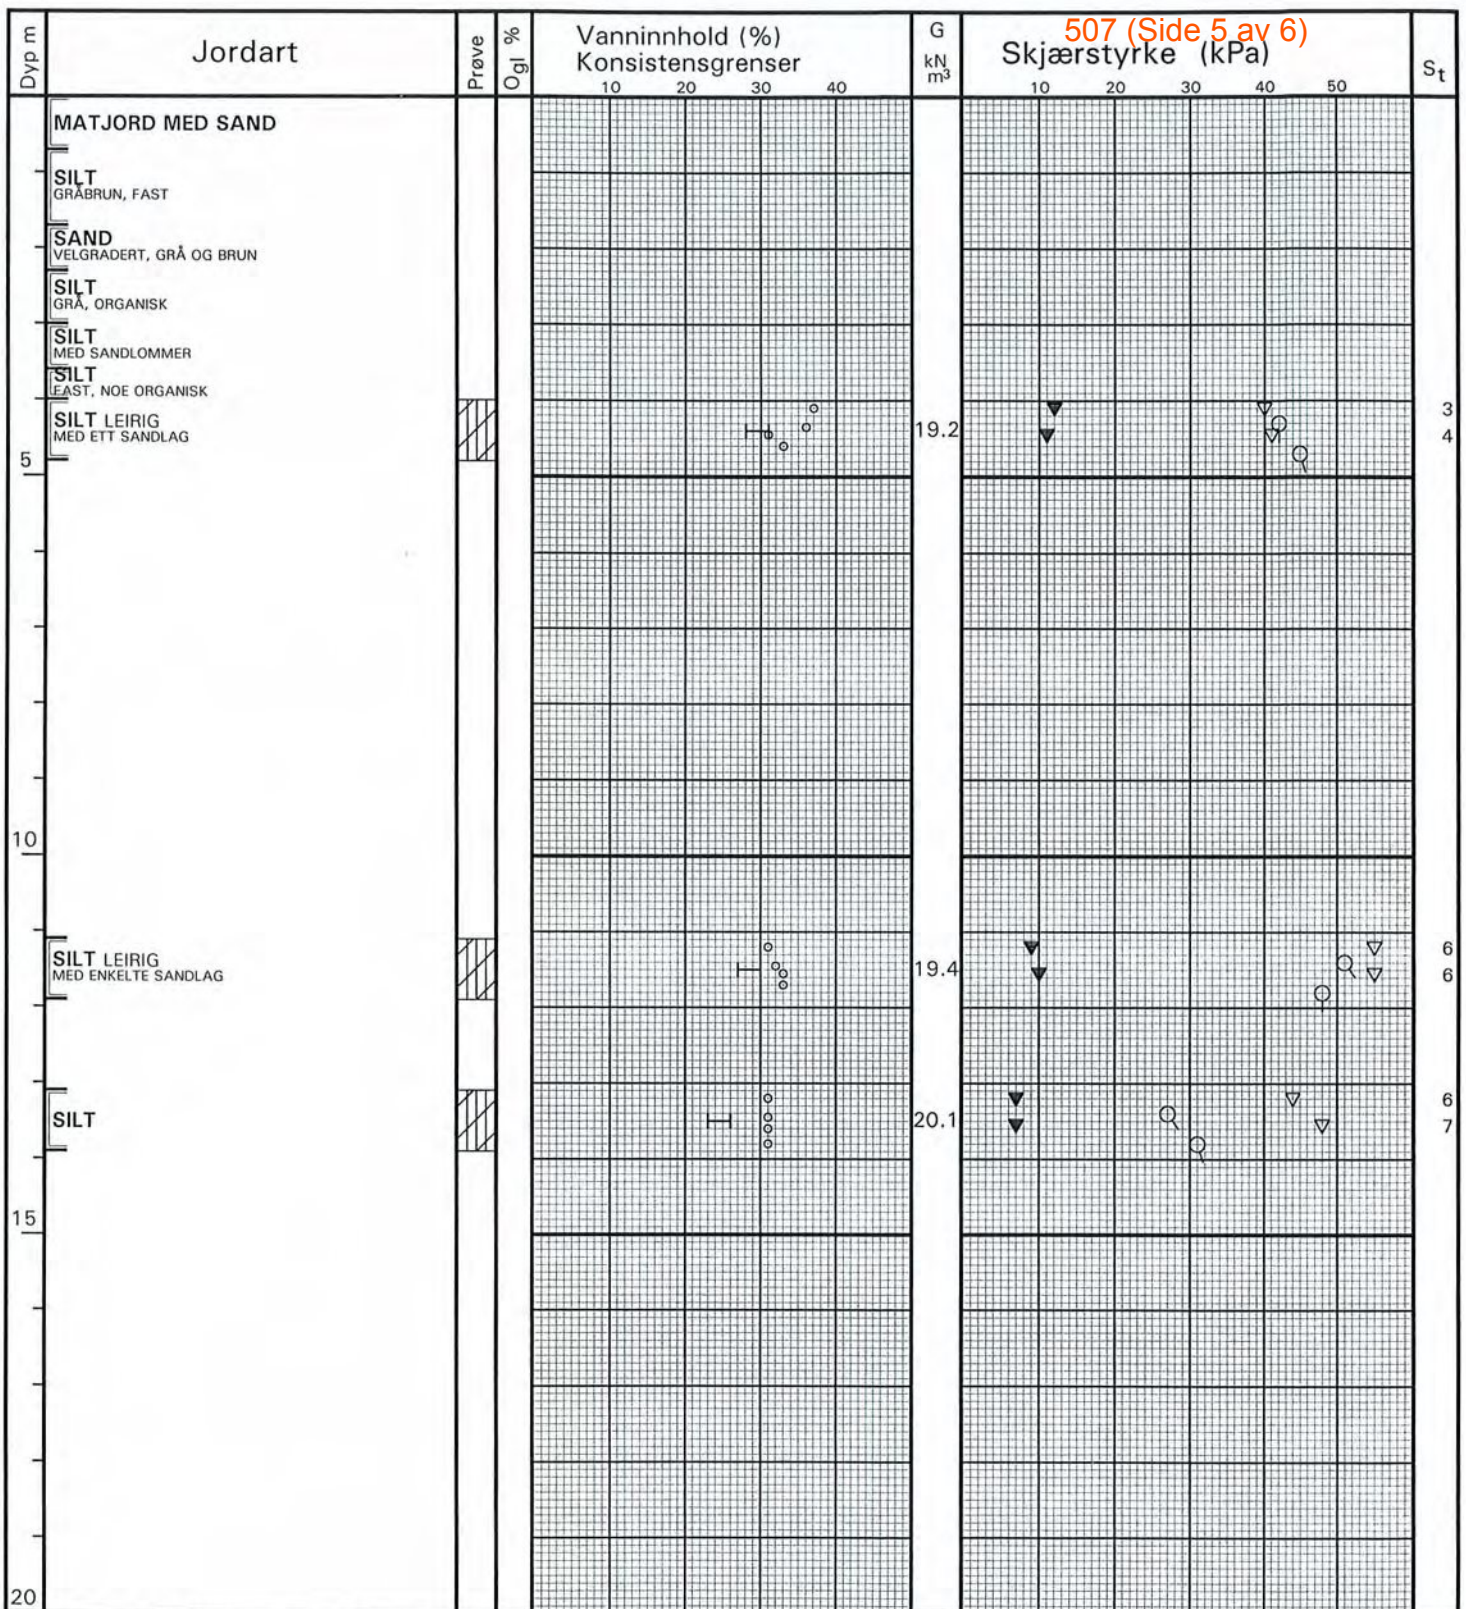 507 (Side 5 av 6)
Dyp m
Jordart
Prøve
Ogl %
Vanninnhold (%)
Konsistensgrenser
10 20 30 40
G
kN
m³
Skjærstyrke (kPa)
10 20 30 40 50
St
MATJORD MED SAND
SILT
GRÅBRUN, FAST
SAND
VELGRADERT, GRÅ OG BRUN
SILT
GRÅ, ORGANISK
SILT
MED SANDLOMMER
SILT
FAST, NOE ORGANISK
SILT LEIRIG
MED ETT SANDLAG
19.2
3
4
5
10
SILT LEIRIG
MED ENKELTE SANDLAG
19.4
6
6
SILT
20.1
6
7
15
20